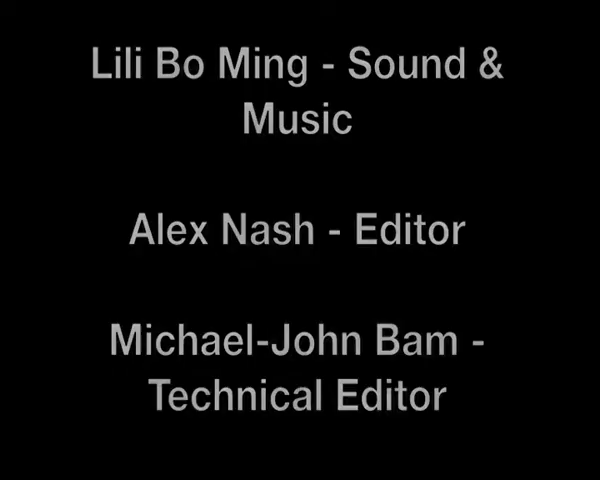 Lili Bo Ming - Sound &
Music
Alex Nash - Editor
Michael-John Bam -
Technical Editor